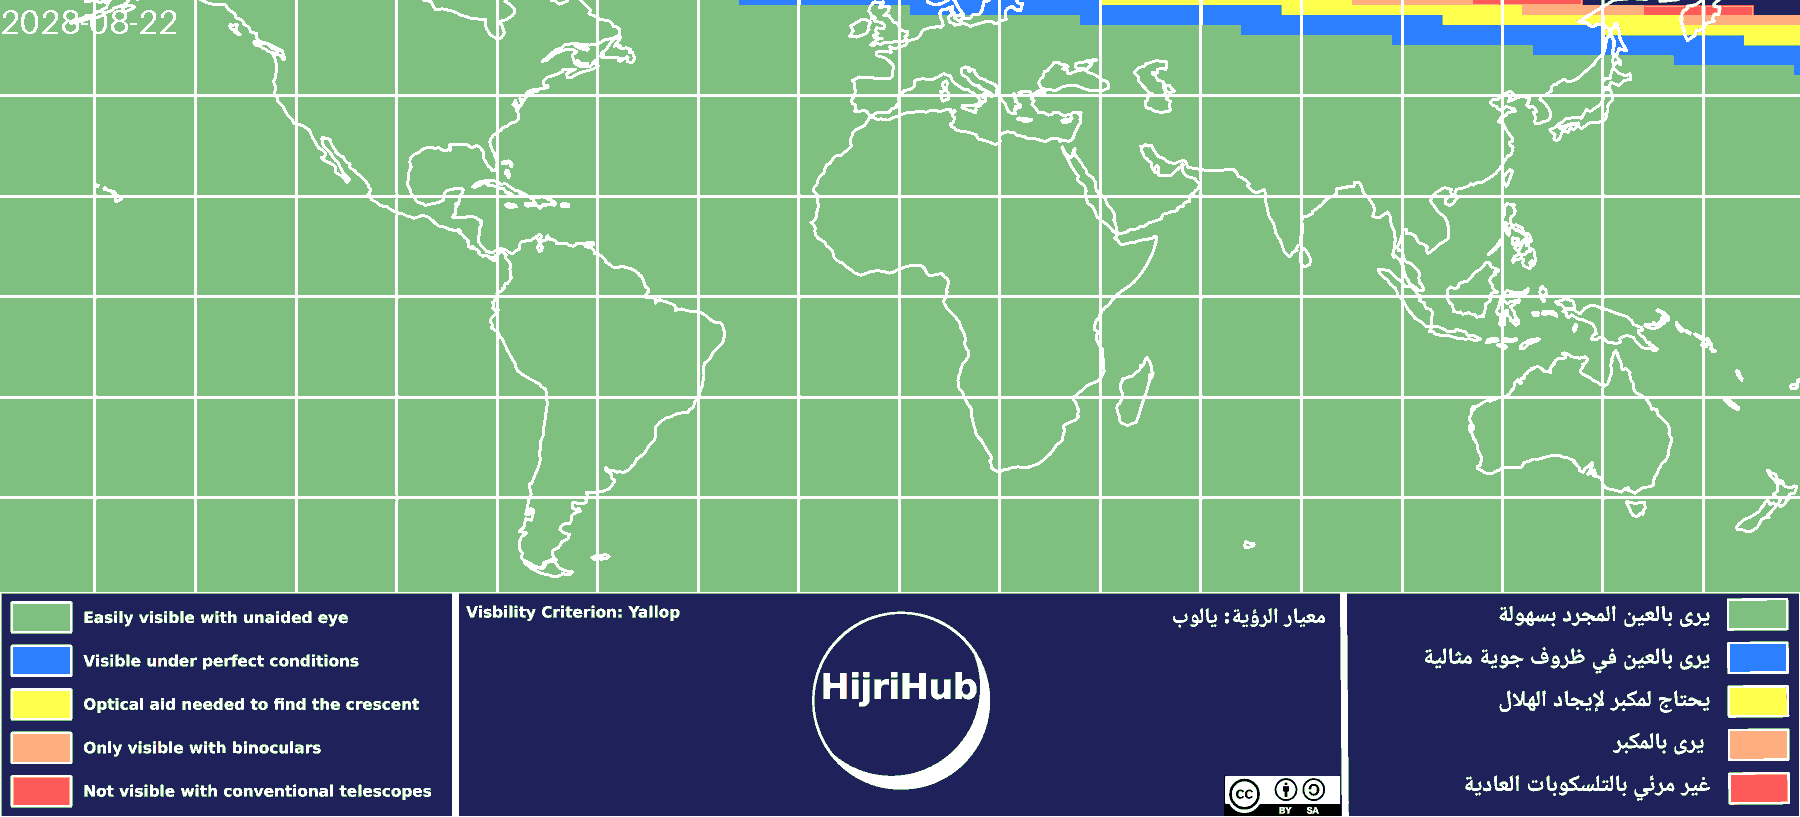 2028-08-22
Easily visible with unaided eye
Visible under perfect conditions
Optical aid needed to find the crescent
Only visible with binoculars
Not visible with conventional telescopes
Visbility Criterion: Yallop
معيار الرؤية: يالوب
HijriHub
cc
BY SA
يرى بالعين المجرد بسهولة
يرى بالعين في ظروف جوية مثالية
يحتاج لمكبر لإيجاد الهلال
يرى بالمكبر
غير مرئي بالتلسكوبات العادية